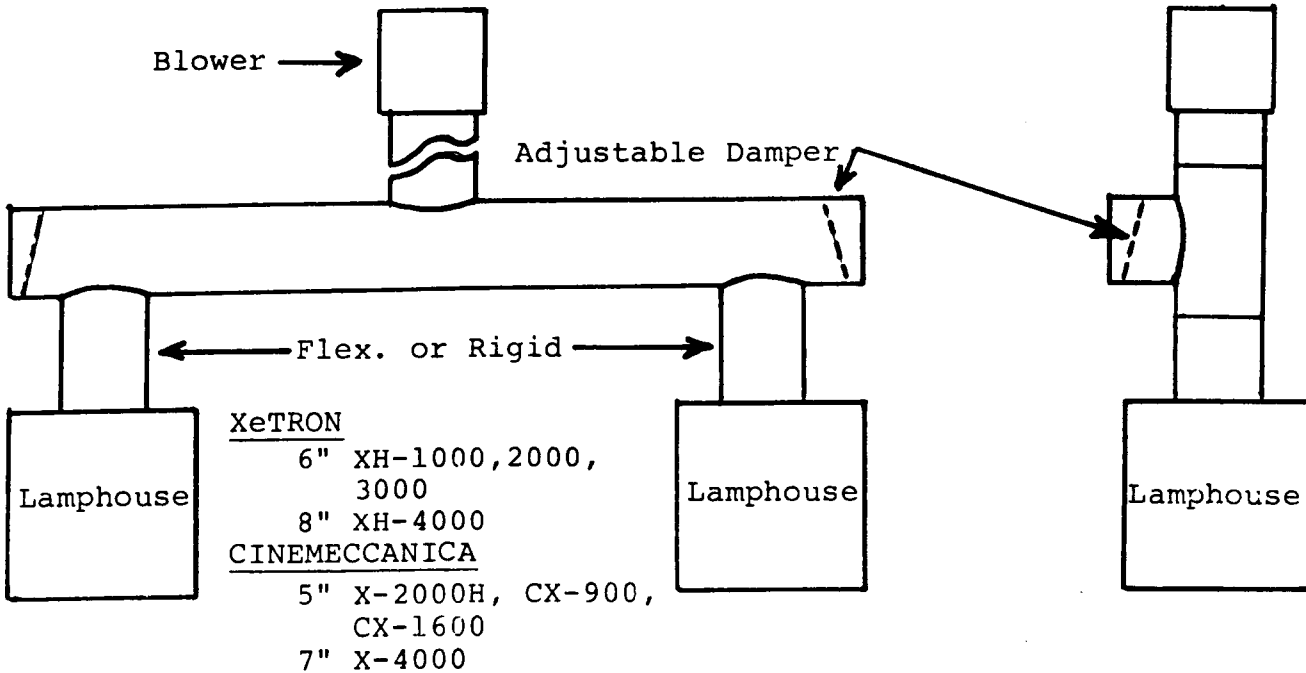 Blower
Adjustable Damper
Flex. or Rigid
XeTRON
6" XH-1000,2000,
3000
8" XH-4000
CINEMECCANICA
5" X-2000H, CX-900,
CX-1600
7" X-4000
Lamphouse
Lamphouse
Lamphouse